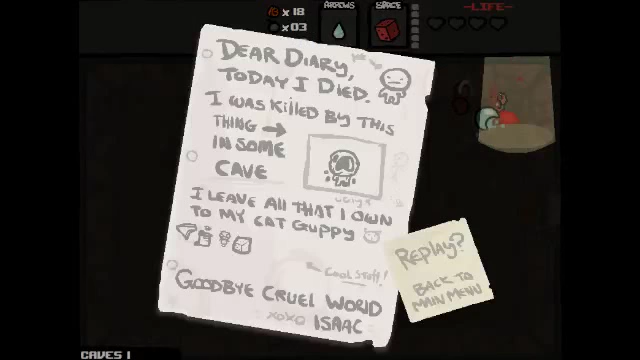 x 18
x 03
ARROWS
SPACE
-LIFE-
DEAR DIARY,
TODAY I DIED.
I WAS KILLED BY THIS
THING →
IN SOME
CAVE
UGLY
I LEAVE ALL THAT I OWN
TO MY CAT GUPPY
COOL STUFF!
GOODBYE CRUEL WORLD
XOXO ISAAC
REPLAY?
BACK TO
MAIN MENU
CAVES I